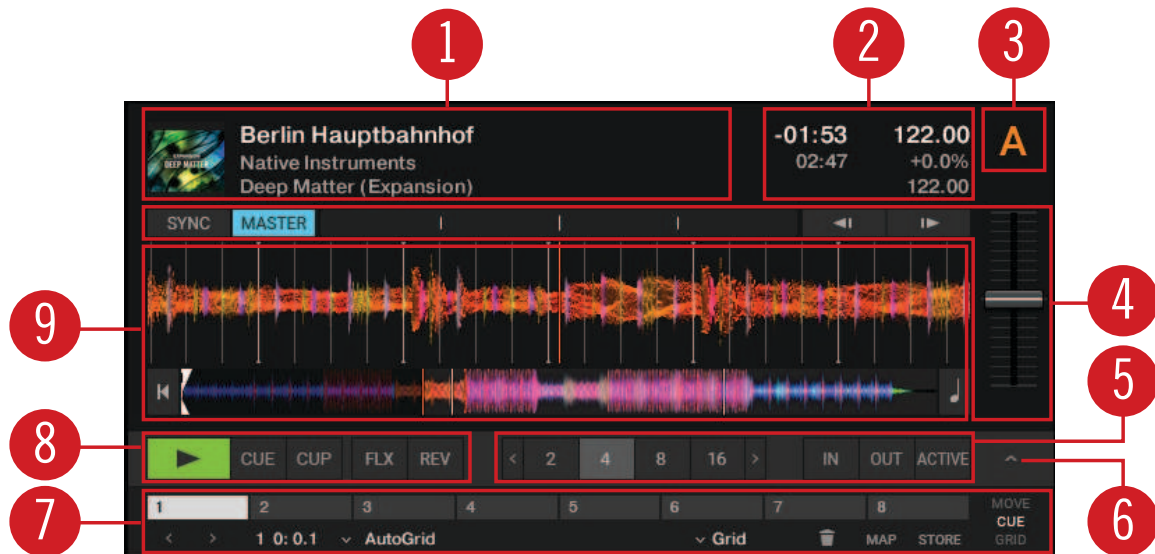 1
2
3
DEEP MATTER
Berlin Hauptbahnhof
Native Instruments
Deep Matter (Expansion)
-01:53 122.00
02:47 +0.0%
122.00
A
SYNC MASTER
9
4
5
8
CUE CUP FLX REV
< 2 4 8 16 >
IN OUT ACTIVE
7
1 2 3 4 5 6 7 8
MOVE
CUE
GRID
< > 1 0: 0.1 AutoGrid Grid MAP STORE
6